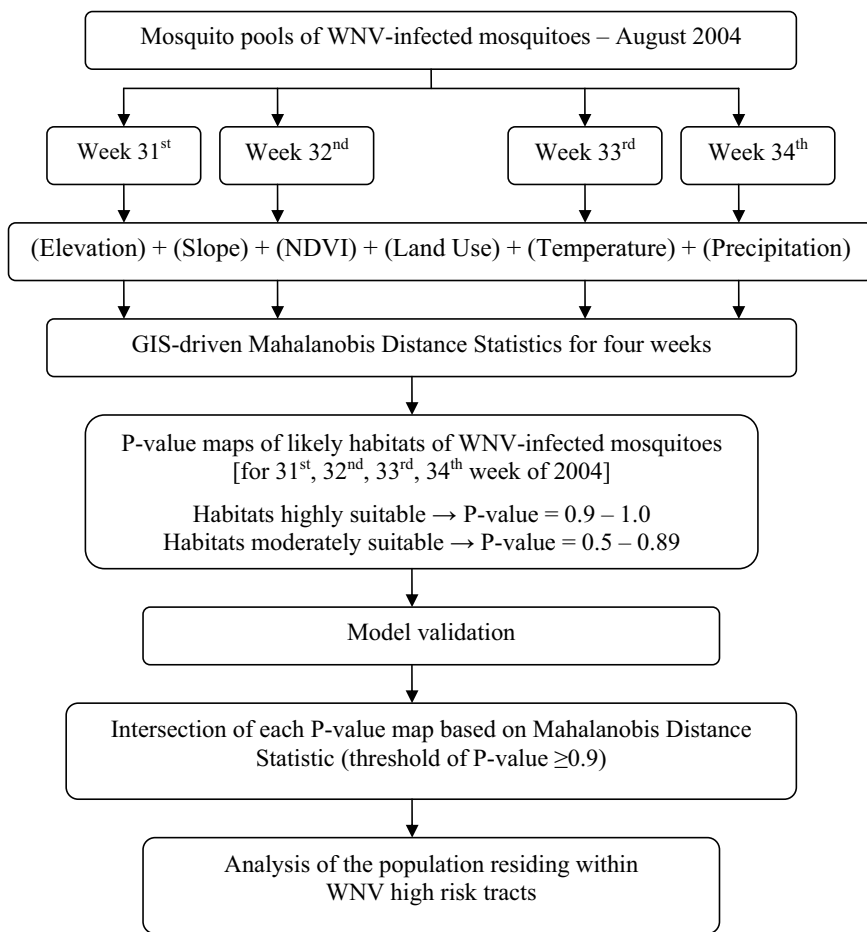 Mosquito pools of WNV-infected mosquitoes – August 2004
Week 31st
Week 32nd
Week 33rd
Week 34th
(Elevation) + (Slope) + (NDVI) + (Land Use) + (Temperature) + (Precipitation)
GIS-driven Mahalanobis Distance Statistics for four weeks
P-value maps of likely habitats of WNV-infected mosquitoes
[for 31st, 32nd, 33rd, 34th week of 2004]
Habitats highly suitable → P-value = 0.9 – 1.0
Habitats moderately suitable → P-value = 0.5 – 0.89
Model validation
Intersection of each P-value map based on Mahalanobis Distance
Statistic (threshold of P-value ≥0.9)
Analysis of the population residing within
WNV high risk tracts